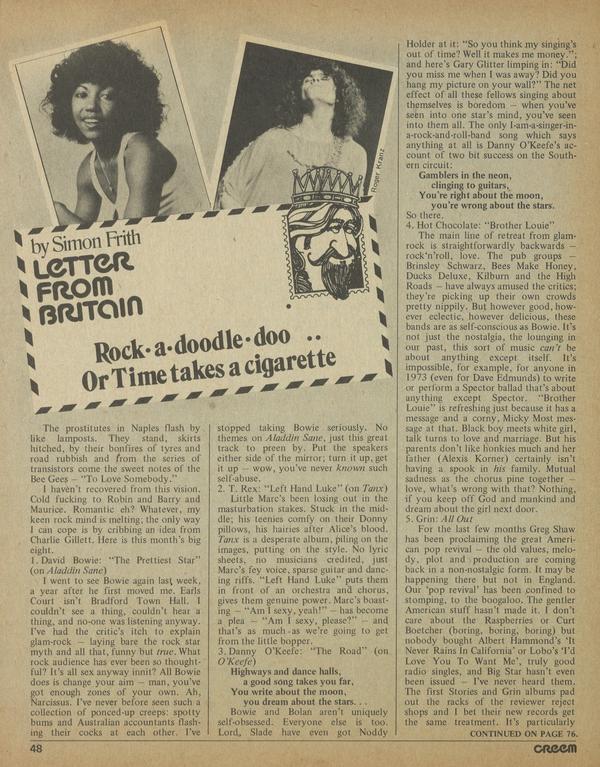 Roger Kranz
by Simon Frith
LETTER
FROM
BRITAIN
Rock·a·doodle·doo ..
Or Time takes a cigarette
The prostitutes in Naples flash by
like lamposts. They stand, skirts
hitched, by their bonfires of tyres and
road rubbish and from the series of
transistors come the sweet notes of the
Bee Gees — "To Love Somebody."
I haven't recovered from this vision.
Cold fucking to Robin and Barry and
Maurice. Romantic eh? Whatever, my
keen rock mind is melting; the only way
I can cope is by cribbing an idea from
Charlie Gillett. Here is this month's big
eight.
1. David Bowie: "The Prettiest Star"
(on Aladdin Sane)
I went to see Bowie again last week,
a year after he first moved me. Earls
Court isn't Bradford Town Hall. I
couldn't see a thing, couldn't hear a
thing, and no-one was listening anyway.
I've had the critic's itch to explain
glam-rock — laying bare the rock star
myth and all that, funny but true. What
rock audience has ever been so thought-
ful? It's all sex anyway innit? All Bowie
does is change your aim — man, you've
got enough zones of your own. Ah,
Narcissus. I've never before seen such a
collection of ponced-up creeps: spotty
bums and Australian accountants flash-
ing their cocks at each other. I've
stopped taking Bowie seriously. No
themes on Aladdin Sane, just this great
track to preen by. Put the speakers
either side of the mirror; turn it up, get
it up — wow, you've never known such
self-abuse.
2. T. Rex: "Left Hand Luke" (on Tanx)
Little Marc's been losing out in the
masturbation stakes. Stuck in the mid-
dle; his teenies comfy on their Donny
pillows, his hairies after Alice's blood.
Tanx is a desperate album, piling on the
images, putting on the style. No lyric
sheets, no musicians credited, just
Marc's fey voice, sparse guitar and danc-
ing riffs. "Left Hand Luke" puts them
in front of an orchestra and chorus,
gives them genuine power. Marc's boast-
ing — "Am I sexy, yeah!" — has become
a plea — "Am I sexy, please?" — and
that's as much as we're going to get
from the little bopper.
3. Danny O'Keefe: "The Road" (on
O'Keefe)
Highways and dance halls,
a good song takes you far,
You write about the moon,
you dream about the stars. . .
Bowie and Bolan aren't uniquely
self-obsessed. Everyone else is too.
Lord, Slade have even got Noddy
Holder at it: "So you think my singing's
out of time? Well it makes me money.";
and here's Gary Glitter limping in: "Did
you miss me when I was away? Did you
hang my picture on your wall?" The net
effect of all these fellows singing about
themselves is boredom — when you've
seen into one star's mind, you've seen
into them all. The only I-am-a-singer-in-
a-rock-and-roll-band song which says
anything at all is Danny O'Keefe's ac-
count of two bit success on the South-
ern circuit:
Gamblers in the neon,
clinging to guitars,
You're right about the moon,
you're wrong about the stars.
So there.
4. Hot Chocolate: "Brother Louie"
The main line of retreat from glam-
rock is straightforwardly backwards —
rock'n'roll, love. The pub groups —
Brinsley Schwarz, Bees Make Honey,
Ducks Deluxe, Kilburn and the High
Roads — have always amused the critics;
they're picking up their own crowds
pretty nippily. But however good, how-
ever eclectic, however delicious, these
bands are as self-conscious as Bowie. It's
not just the nostalgia, the lounging in
our past, this sort of music can't be
about anything except itself. It's
impossible, for example, for anyone in
1973 (even for Dave Edmunds) to write
or perform a Spector ballad that's about
anything except Spector. "Brother
Louie" is refreshing just because it has a
message and a corny, Micky Most mes-
sage at that. Black boy meets white girl,
talk turns to love and marriage. But his
parents don't like honkies much and her
father (Alexis Korner) certainly isn't
having a spook in his family. Mutual
sadness as the chorus pine together —
love, what's wrong with that? Nothing,
if you keep off God and mankind and
dream about the girl next door.
5. Grin: All Out
For the last few months Greg Shaw
has been proclaiming the great Ameri-
can pop revival — the old values, melo-
dy, plot and production are coming
back in a non-nostalgic form. It may be
happening there but not in England.
Our 'pop revival' has been confined to
stomping, to the boogaloo. The gentler
American stuff hasn't made it. I don't
care about the Raspberries or Curt
Boetcher (boring, boring, boring) but
nobody bought Albert Hammond's 'It
Never Rains In California' or Lobo's 'I'd
Love You To Want Me', truly good
radio singles, and Big Star hasn't even
been issued — I've never heard them.
The first Stories and Grin albums pad
out the racks of the reviewer reject
shops and I bet their new records get
the same treatment. It's particularly
CONTINUED ON PAGE 76.
48
CREEM